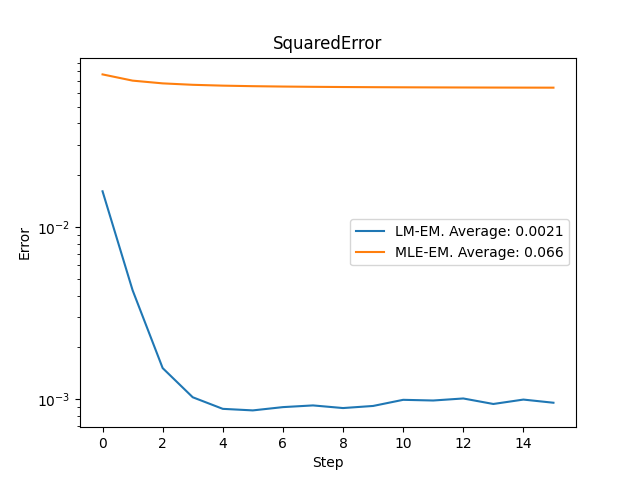 SquaredError
Error
10⁻²
10⁻³
LM-EM. Average: 0.0021
MLE-EM. Average: 0.066
0 2 4 6 8 10 12 14
Step